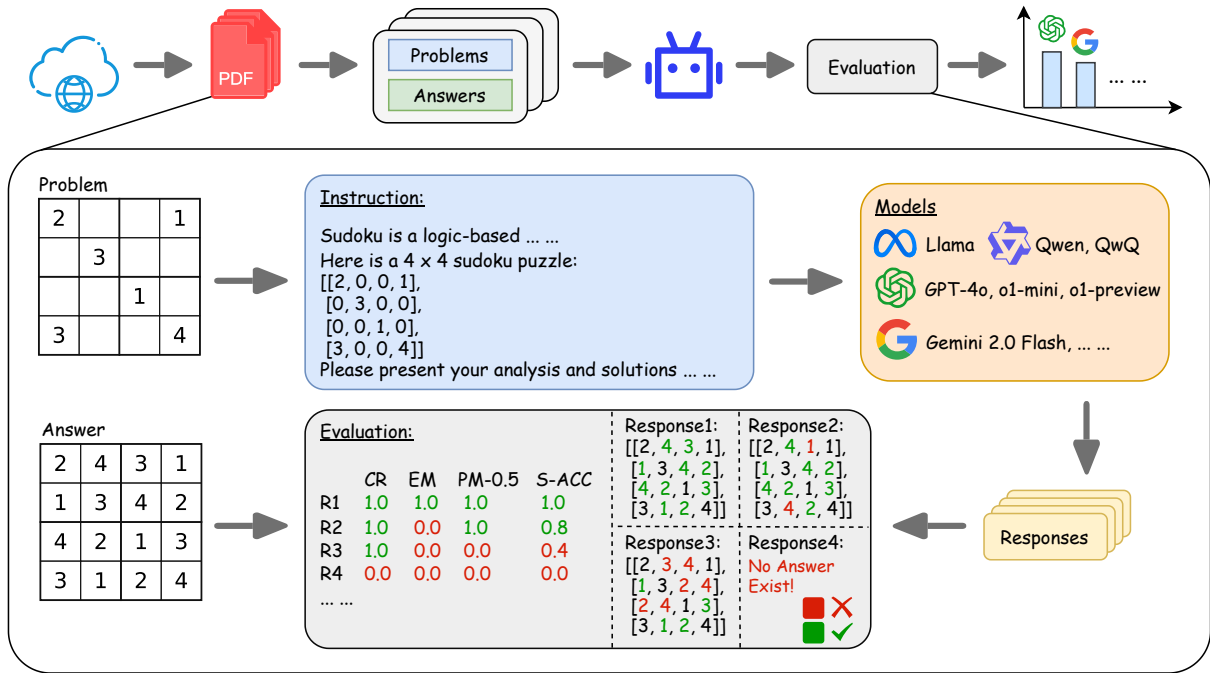 PDF
Problems
Answers
Evaluation
... ...
Problem
2 1
3
1
3 4
Instruction:
Sudoku is a logic-based ... ...
Here is a 4 x 4 sudoku puzzle:
[[2, 0, 0, 1],
[0, 3, 0, 0],
[0, 0, 1, 0],
[3, 0, 0, 4]]
Please present your analysis and solutions ... ...
Models
Llama Qwen, QwQ
GPT-4o, o1-mini, o1-preview
Gemini 2.0 Flash, ... ...
Answer
2 4 3 1
1 3 4 2
4 2 1 3
3 1 2 4
Evaluation:
CR EM PM-0.5 S-ACC
R1 1.0 1.0 1.0 1.0
R2 1.0 0.0 1.0 0.8
R3 1.0 0.0 0.0 0.4
R4 0.0 0.0 0.0 0.0
... ...
Response1:
[[2, 4, 3, 1],
[1, 3, 4, 2],
[4, 2, 1, 3],
[3, 1, 2, 4]]
Response2:
[[2, 4, 1, 1],
[1, 3, 4, 2],
[4, 2, 1, 3],
[3, 4, 2, 4]]
Response3:
[[2, 3, 4, 1],
[1, 3, 2, 4],
[2, 4, 1, 3],
[3, 1, 2, 4]]
Response4:
No Answer
Exist!
Responses